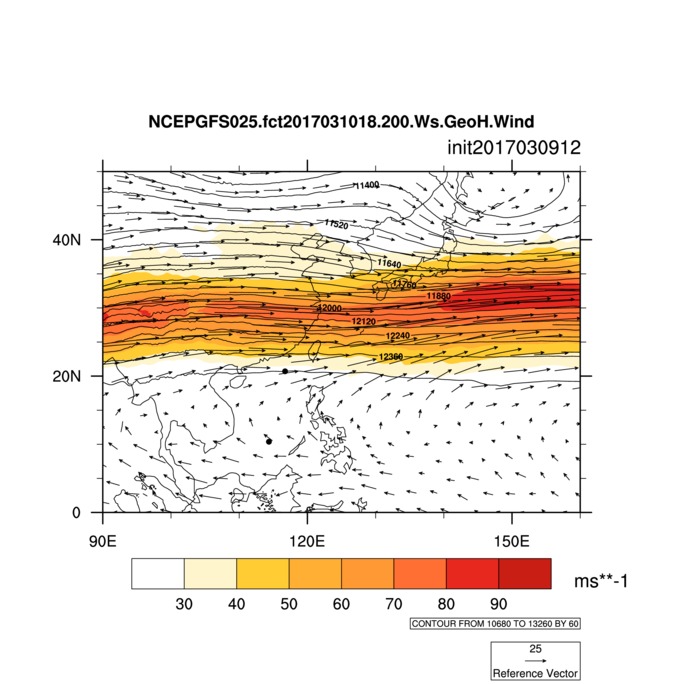 NCEPGFS025.fct2017031018.200.Ws.GeoH.Wind
init2017030912
11400
11520
40N
11640
11760
11880
12000
12120
12240
12360
20N
0
90E 120E 150E
ms**-1
30 40 50 60 70 80 90
CONTOUR FROM 10680 TO 13260 BY 60
25
Reference Vector